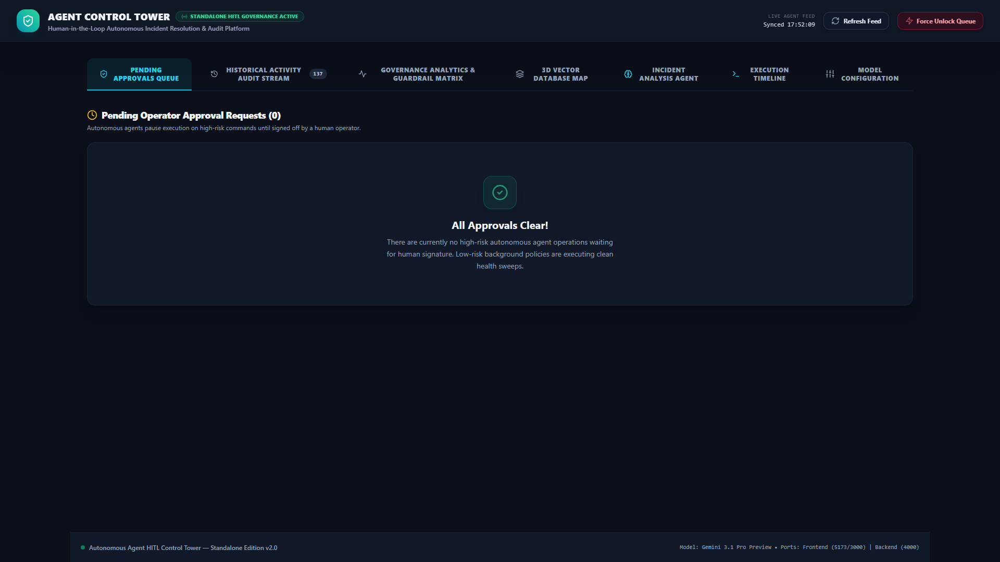 AGENT CONTROL TOWER
STANDALONE HITL GOVERNANCE ACTIVE
Human-in-the-Loop Autonomous Incident Resolution & Audit Platform
LIVE AGENT FEED
Synced 17:52:09
Refresh Feed
Force Unlock Queue
PENDING
APPROVALS QUEUE
HISTORICAL ACTIVITY
AUDIT STREAM
137
GOVERNANCE ANALYTICS &
GUARDRAIL MATRIX
3D VECTOR
DATABASE MAP
INCIDENT
ANALYSIS AGENT
EXECUTION
TIMELINE
MODEL
CONFIGURATION
Pending Operator Approval Requests (0)
Autonomous agents pause execution on high-risk commands until signed off by a human operator.
All Approvals Clear!
There are currently no high-risk autonomous agent operations waiting
for human signature. Low-risk background policies are executing clean
health sweeps.
Autonomous Agent HITL Control Tower — Standalone Edition v2.0
Model: Gemini 3.1 Pro Preview • Ports: Frontend (5173/3000) | Backend (4000)